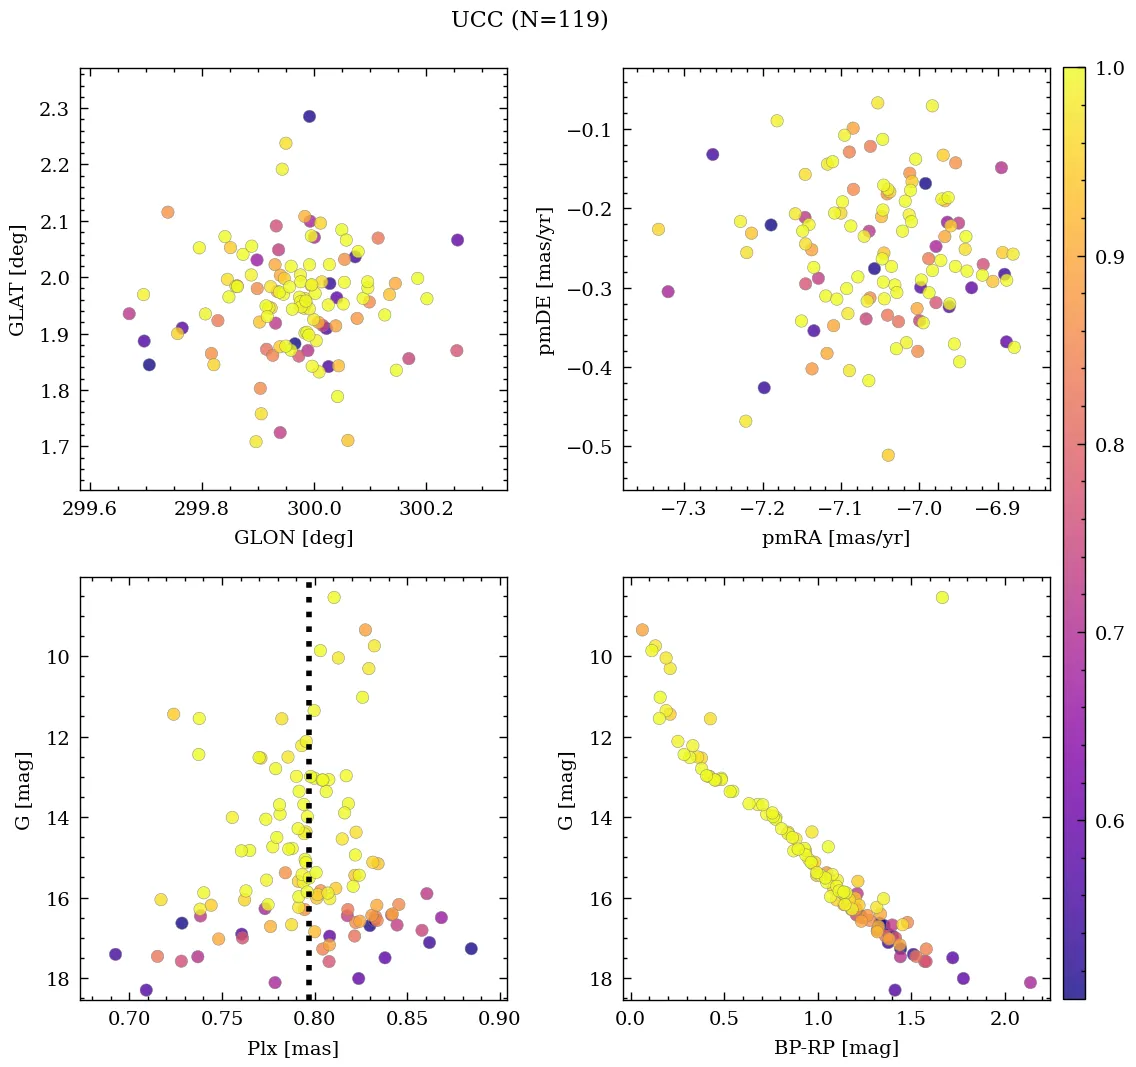 UCC (N=119)
2.3
2.2
2.1
2.0
1.9
1.8
1.7
GLAT [deg]
299.6 299.8 300.0 300.2
GLON [deg]
−0.1
−0.2
−0.3
−0.4
−0.5
pmDE [mas/yr]
−7.3 −7.2 −7.1 −7.0 −6.9
pmRA [mas/yr]
1.0
0.9
0.8
0.7
0.6
10
12
14
16
18
G [mag]
0.70 0.75 0.80 0.85 0.90
Plx [mas]
10
12
14
16
18
G [mag]
0.0 0.5 1.0 1.5 2.0
BP-RP [mag]